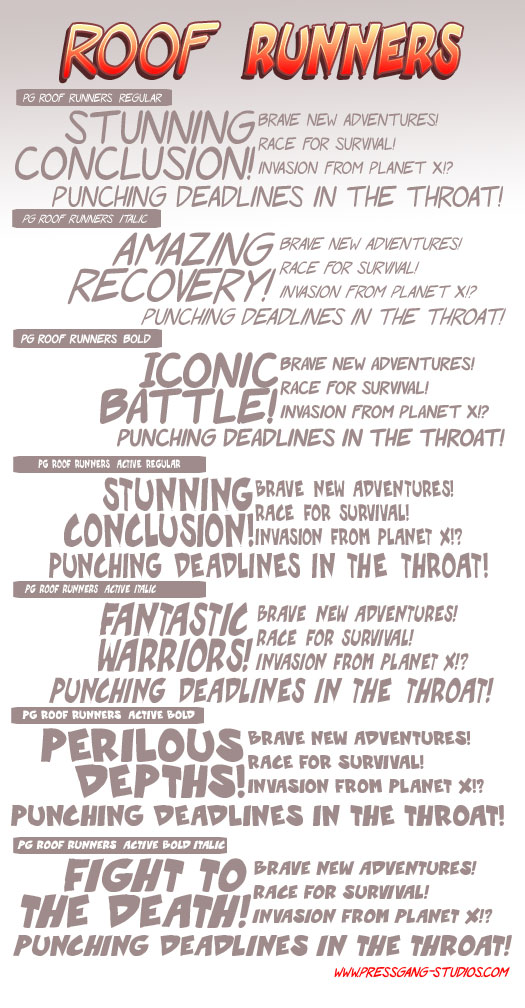 ROOF RUNNERS
PG ROOF RUNNERS REGULAR
STUNNING
CONCLUSION!
BRAVE NEW ADVENTURES!
RACE FOR SURVIVAL!
INVASION FROM PLANET X!?
PUNCHING DEADLINES IN THE THROAT!
PG ROOF RUNNERS ITALIC
AMAZING
RECOVERY!
BRAVE NEW ADVENTURES!
RACE FOR SURVIVAL!
INVASION FROM PLANET X!?
PUNCHING DEADLINES IN THE THROAT!
PG ROOF RUNNERS BOLD
ICONIC
BATTLE!
BRAVE NEW ADVENTURES!
RACE FOR SURVIVAL!
INVASION FROM PLANET X!?
PUNCHING DEADLINES IN THE THROAT!
PG ROOF RUNNERS ACTIVE REGULAR
STUNNING
CONCLUSION!
BRAVE NEW ADVENTURES!
RACE FOR SURVIVAL!
INVASION FROM PLANET X!?
PUNCHING DEADLINES IN THE THROAT!
PG ROOF RUNNERS ACTIVE ITALIC
FANTASTIC
WARRIORS!
BRAVE NEW ADVENTURES!
RACE FOR SURVIVAL!
INVASION FROM PLANET X!?
PUNCHING DEADLINES IN THE THROAT!
PG ROOF RUNNERS ACTIVE BOLD
PERILOUS
DEPTHS!
BRAVE NEW ADVENTURES!
RACE FOR SURVIVAL!
INVASION FROM PLANET X!?
PUNCHING DEADLINES IN THE THROAT!
PG ROOF RUNNERS ACTIVE BOLD ITALIC
FIGHT TO
THE DEATH!
BRAVE NEW ADVENTURES!
RACE FOR SURVIVAL!
INVASION FROM PLANET X!?
PUNCHING DEADLINES IN THE THROAT!
WWW.PRESSGANG-STUDIOS.COM